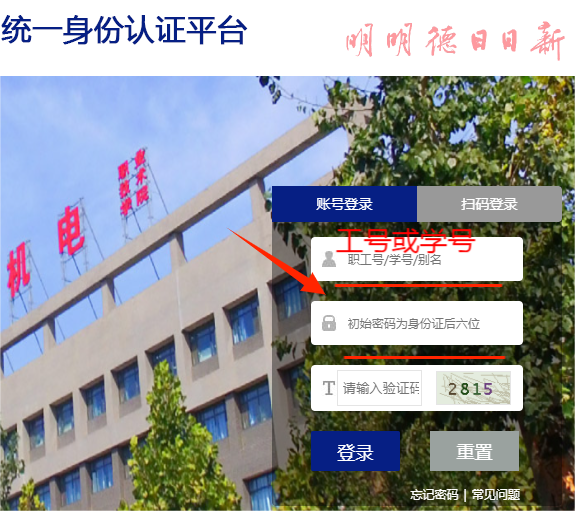 统一身份认证平台
明明德日日新
职业
技术
学院
机电
账号登录
扫码登录
工号或学号
职工号/学号/别名
初始密码为身份证后六位
请输入验证码
2815
登录
重置
忘记密码 | 常见问题